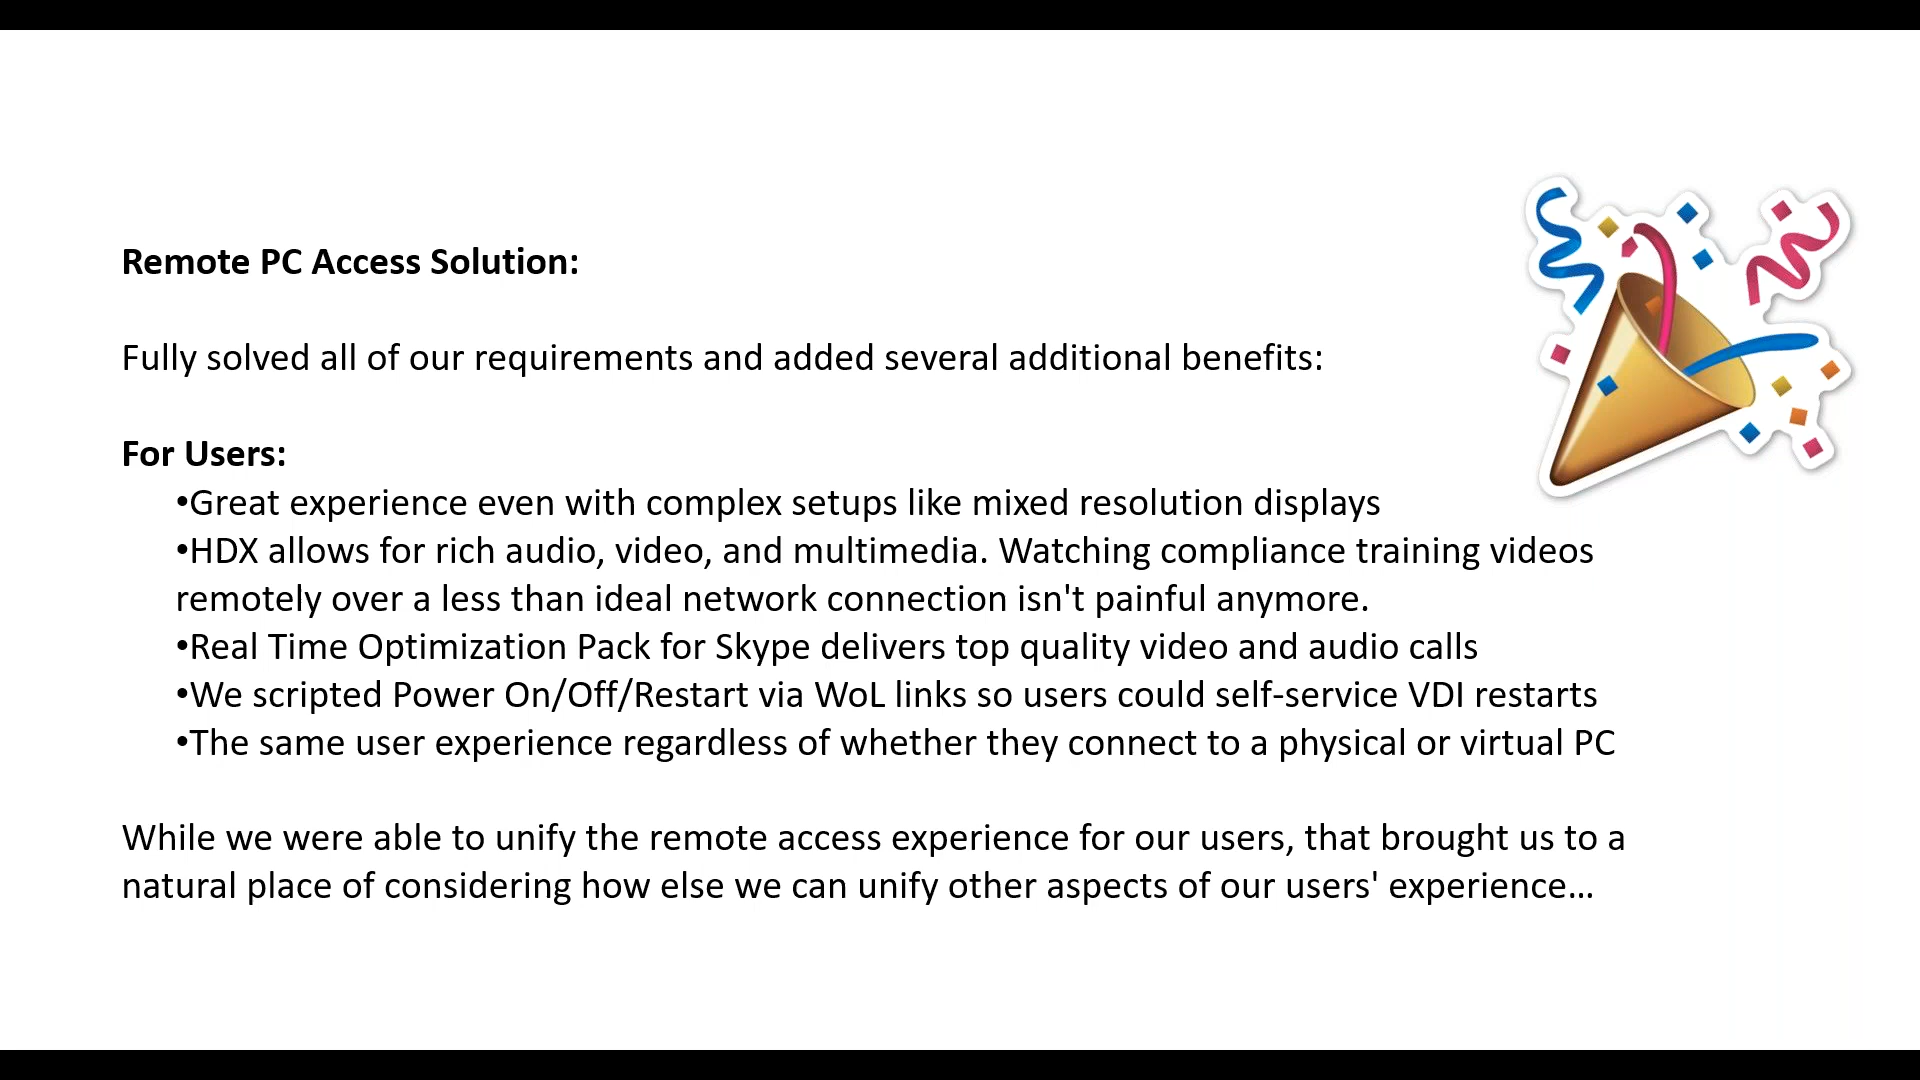 Remote PC Access Solution:
Fully solved all of our requirements and added several additional benefits:
For Users:
•Great experience even with complex setups like mixed resolution displays
•HDX allows for rich audio, video, and multimedia. Watching compliance training videos
remotely over a less than ideal network connection isn't painful anymore.
•Real Time Optimization Pack for Skype delivers top quality video and audio calls
•We scripted Power On/Off/Restart via WoL links so users could self-service VDI restarts
•The same user experience regardless of whether they connect to a physical or virtual PC
While we were able to unify the remote access experience for our users, that brought us to a
natural place of considering how else we can unify other aspects of our users' experience…